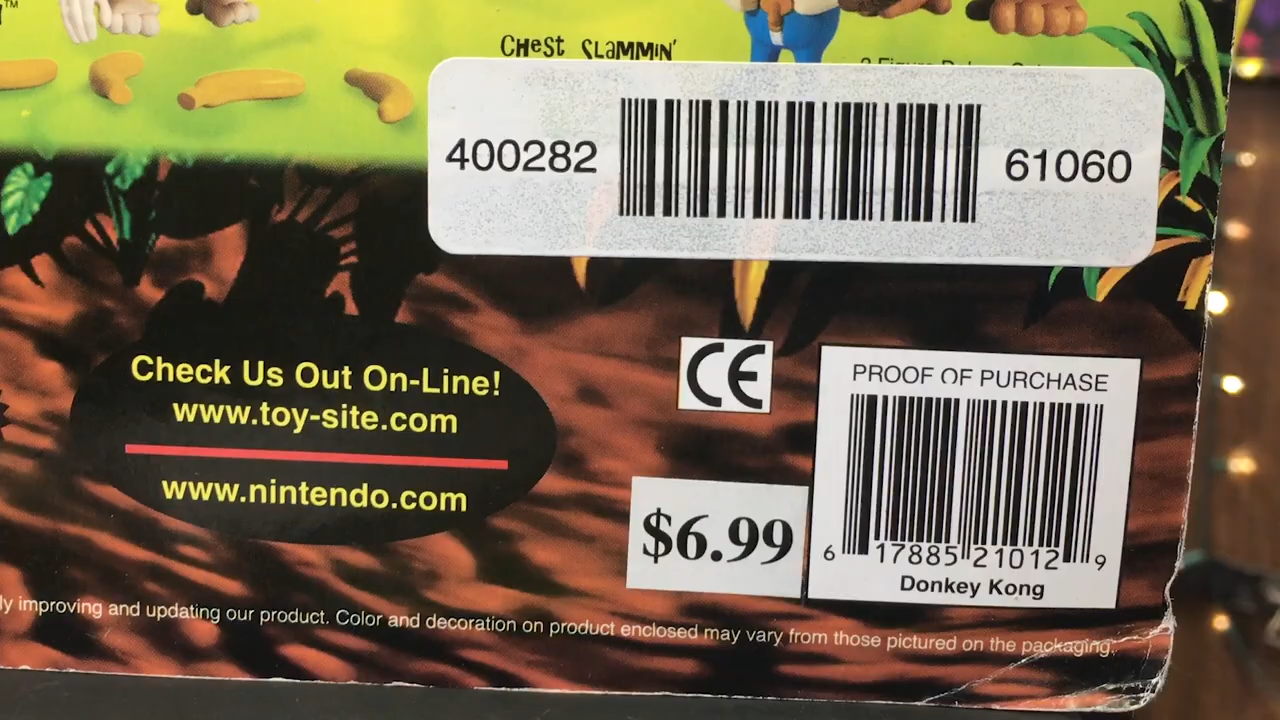 TM
CHeSt SLAMMIN'
400282
61060
Check Us Out On-Line!
www.toy-site.com
www.nintendo.com
CE
PROOF OF PURCHASE
6 17885 21012 9
Donkey Kong
$6.99
ly improving and updating our product. Color and decoration on product enclosed may vary from those pictured on the packaging.